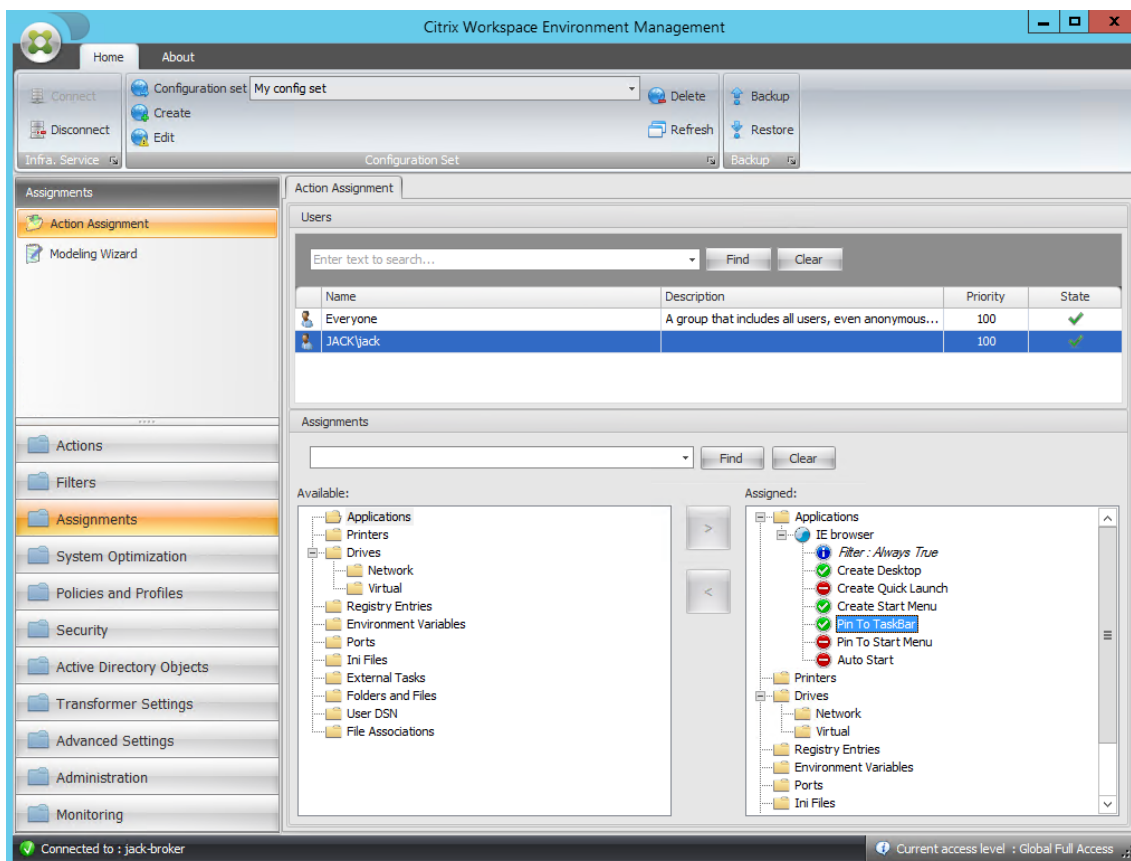 Citrix Workspace Environment Management
Home About
Connect
Disconnect
Infra. Service
Configuration set My config set
Create
Edit
Delete
Refresh
Configuration Set
Backup
Restore
Backup
Assignments
Action Assignment
Modeling Wizard
Actions
Filters
Assignments
System Optimization
Policies and Profiles
Security
Active Directory Objects
Transformer Settings
Advanced Settings
Administration
Monitoring
Action Assignment
Users
Enter text to search... Find Clear
Name Description Priority State
Everyone A group that includes all users, even anonymous... 100
JACK\jack 100
Assignments
Find Clear
Available:
Applications
Printers
Drives
Network
Virtual
Registry Entries
Environment Variables
Ports
Ini Files
External Tasks
Folders and Files
User DSN
File Associations
Assigned:
Applications
IE browser
Filter : Always True
Create Desktop
Create Quick Launch
Create Start Menu
Pin To TaskBar
Pin To Start Menu
Auto Start
Printers
Drives
Network
Virtual
Registry Entries
Environment Variables
Ports
Ini Files
Connected to : jack-broker
Current access level : Global Full Access